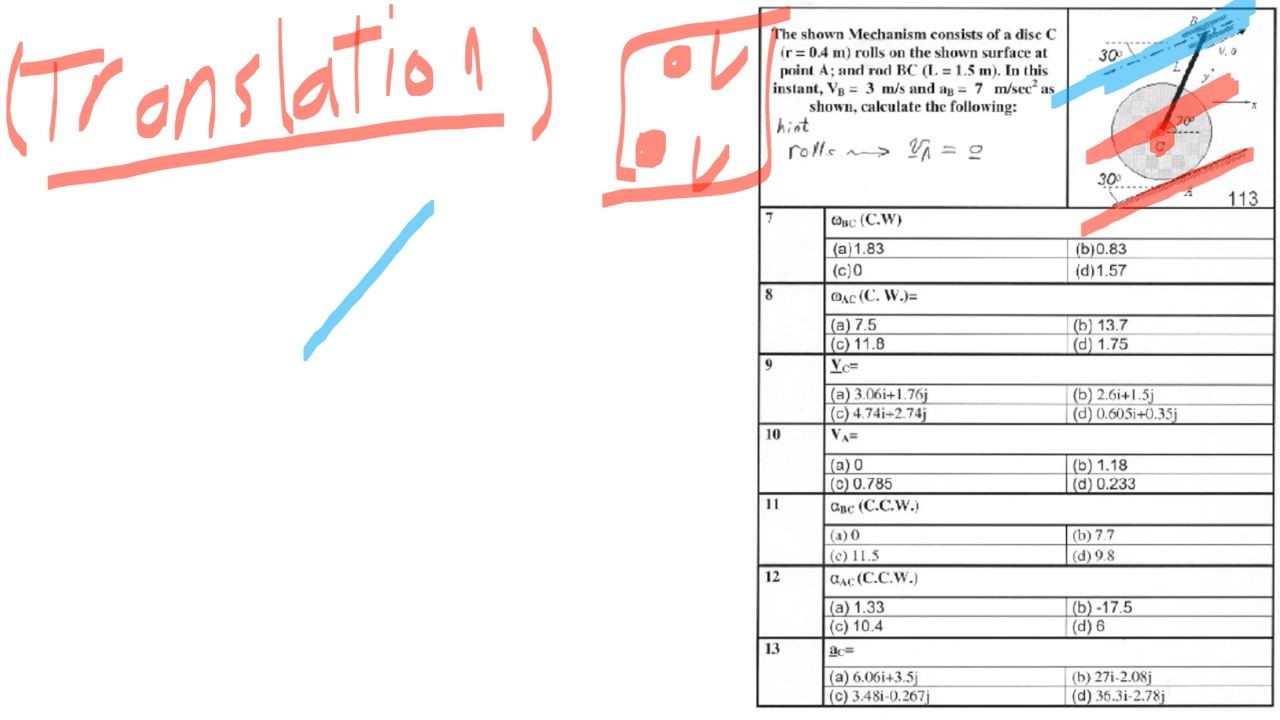 (Translation)
The shown Mechanism consists of a disc C
(r = 0.4 m) rolls on the shown surface at
point A; and rod BC (L = 1.5 m). In this
instant, VB = 3 m/s and aB = 7 m/sec² as
shown, calculate the following:
hint
rolls → VA = 0
B
30°
V, a
L
y
x
70°
C
30°
A
113
7 ωBC (C.W)
(a)1.83 (b)0.83
(c)0 (d)1.57
8 ωAC (C. W.)=
(a) 7.5 (b) 13.7
(c) 11.8 (d) 1.75
9 VC=
(a) 3.06i+1.76j (b) 2.6i+1.5j
(c) 4.74i+2.74j (d) 0.605i+0.35j
10 VA=
(a) 0 (b) 1.18
(c) 0.785 (d) 0.233
11 αBC (C.C.W.)
(a) 0 (b) 7.7
(c) 11.5 (d) 9.8
12 αAC (C.C.W.)
(a) 1.33 (b) -17.5
(c) 10.4 (d) 6
13 aC=
(a) 6.06i+3.5j (b) 27i-2.08j
(c) 3.48i-0.267j (d) 36.3i-2.78j